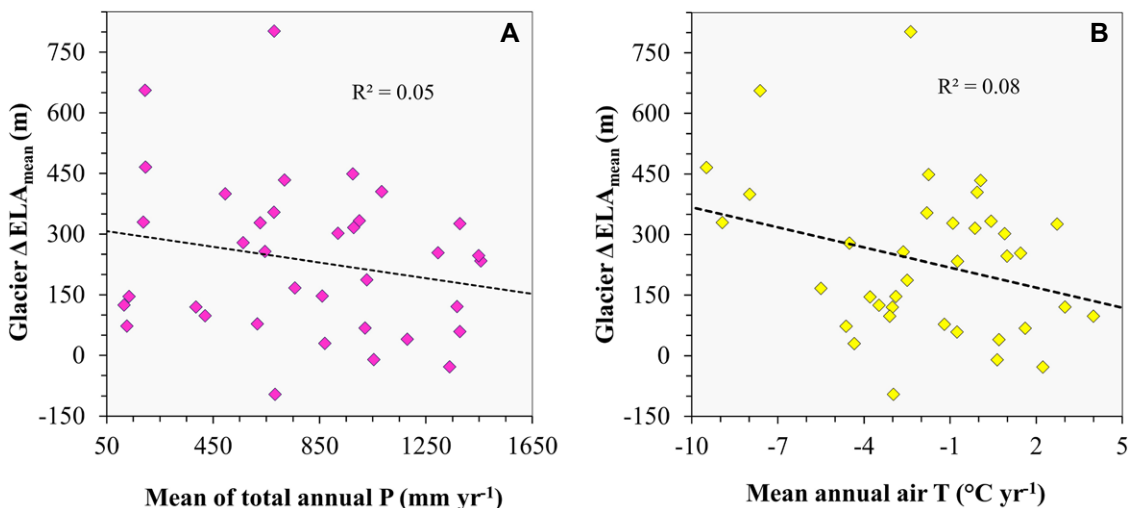 A
R² = 0.05
750
600
450
300
150
0
-150
Glacier Δ ELAmean (m)
50 450 850 1250 1650
Mean of total annual P (mm yr-1)
B
R² = 0.08
750
600
450
300
150
0
-150
Glacier Δ ELAmean (m)
-10 -7 -4 -1 2 5
Mean annual air T (°C yr-1)